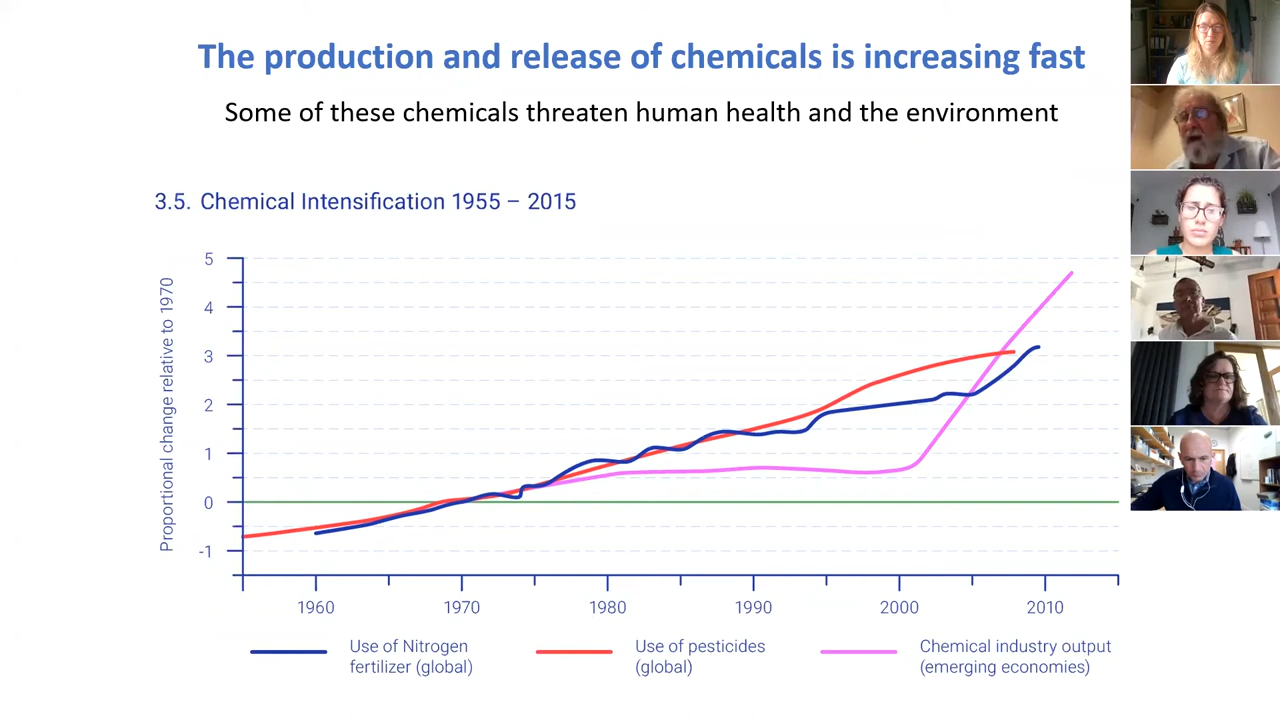 The production and release of chemicals is increasing fast
Some of these chemicals threaten human health and the environment
3.5. Chemical Intensification 1955 – 2015
Proportional change relative to 1970
5
4
3
2
1
0
-1
1960 1970 1980 1990 2000 2010
Use of Nitrogen
fertilizer (global)
Use of pesticides
(global)
Chemical industry output
(emerging economies)